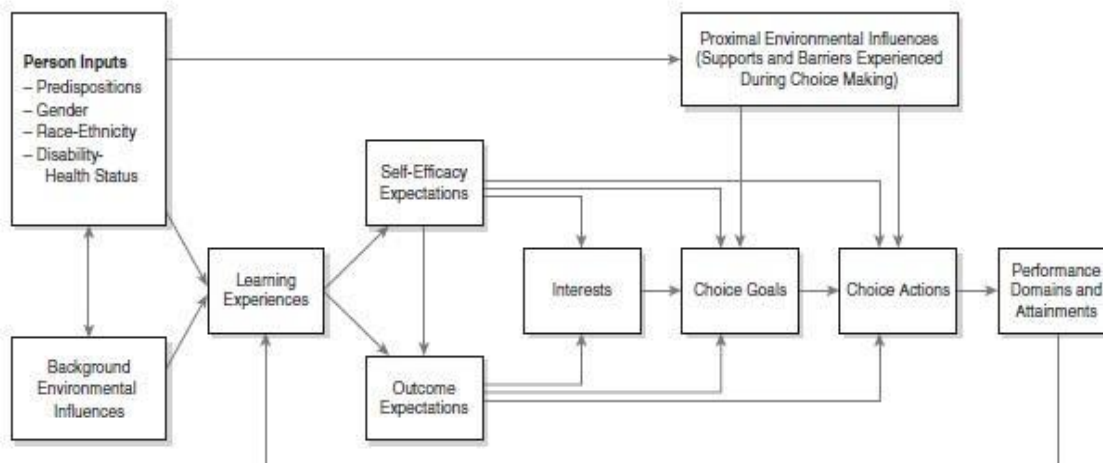 Person Inputs
– Predispositions
– Gender
– Race-Ethnicity
– Disability-
Health Status
Proximal Environmental Influences
(Supports and Barriers Experienced
During Choice Making)
Self-Efficacy
Expectations
Learning
Experiences
Interests
Choice Goals
Choice Actions
Performance
Domains and
Attainments
Background
Environmental
Influences
Outcome
Expectations